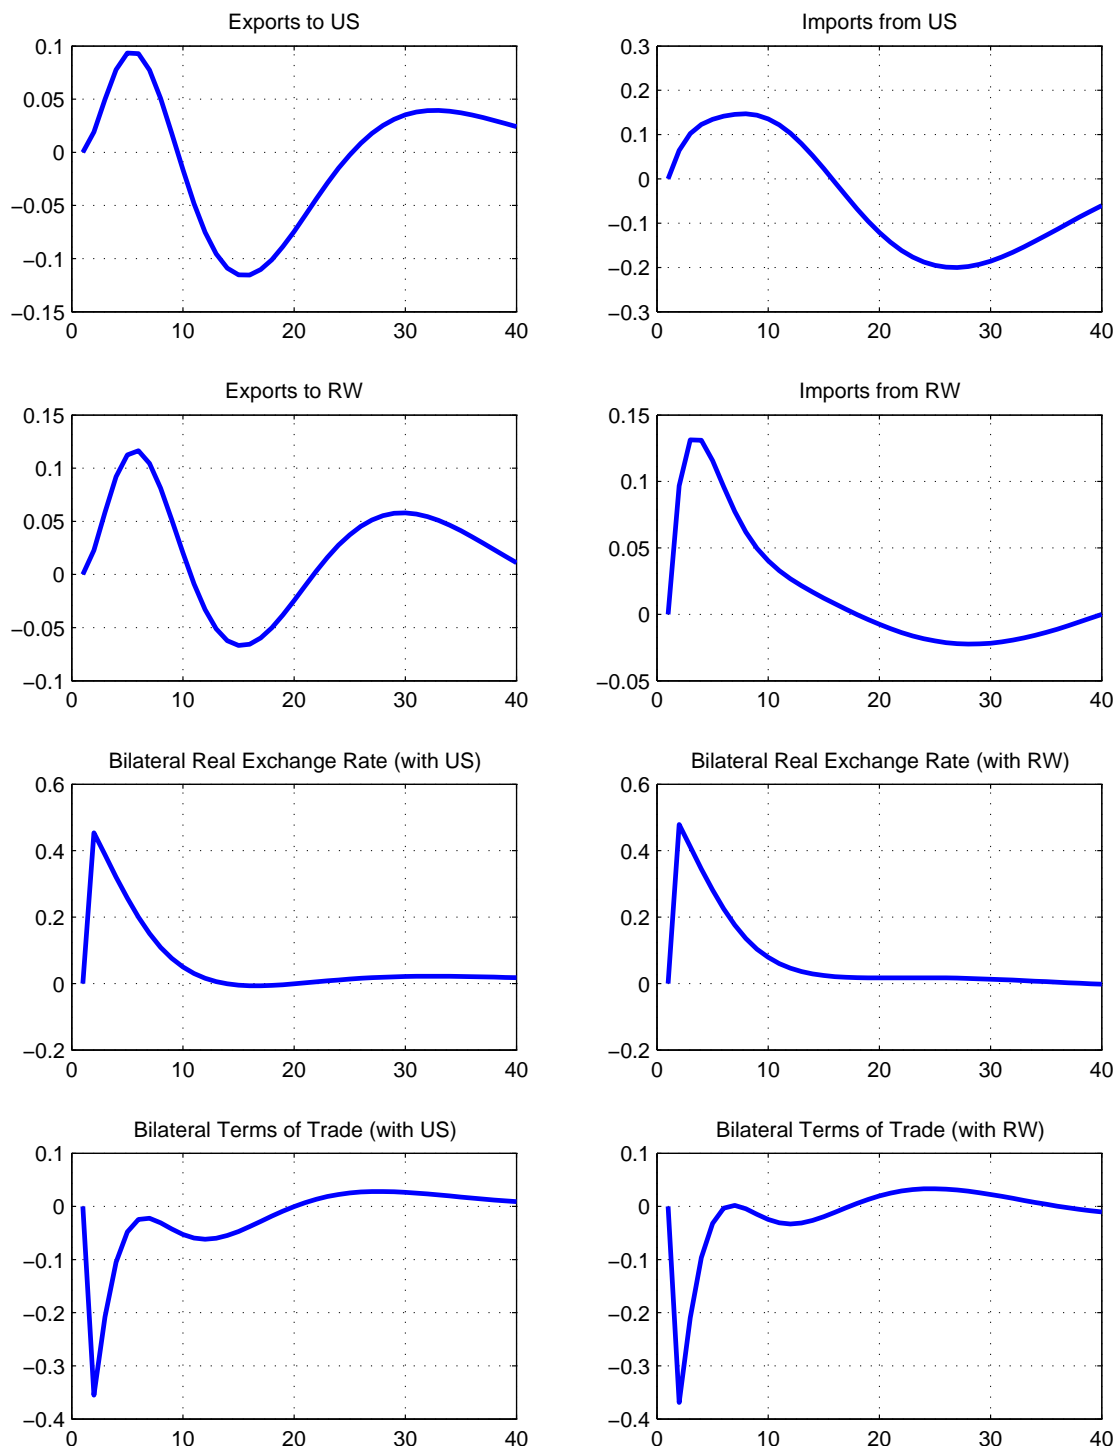 Exports to US
0.1
0.05
0
−0.05
−0.1
−0.15
0 10 20 30 40
Imports from US
0.3
0.2
0.1
0
−0.1
−0.2
−0.3
0 10 20 30 40
Exports to RW
0.15
0.1
0.05
0
−0.05
−0.1
0 10 20 30 40
Imports from RW
0.15
0.1
0.05
0
−0.05
0 10 20 30 40
Bilateral Real Exchange Rate (with US)
0.6
0.4
0.2
0
−0.2
0 10 20 30 40
Bilateral Real Exchange Rate (with RW)
0.6
0.4
0.2
0
−0.2
0 10 20 30 40
Bilateral Terms of Trade (with US)
0.1
0
−0.1
−0.2
−0.3
−0.4
0 10 20 30 40
Bilateral Terms of Trade (with RW)
0.1
0
−0.1
−0.2
−0.3
−0.4
0 10 20 30 40